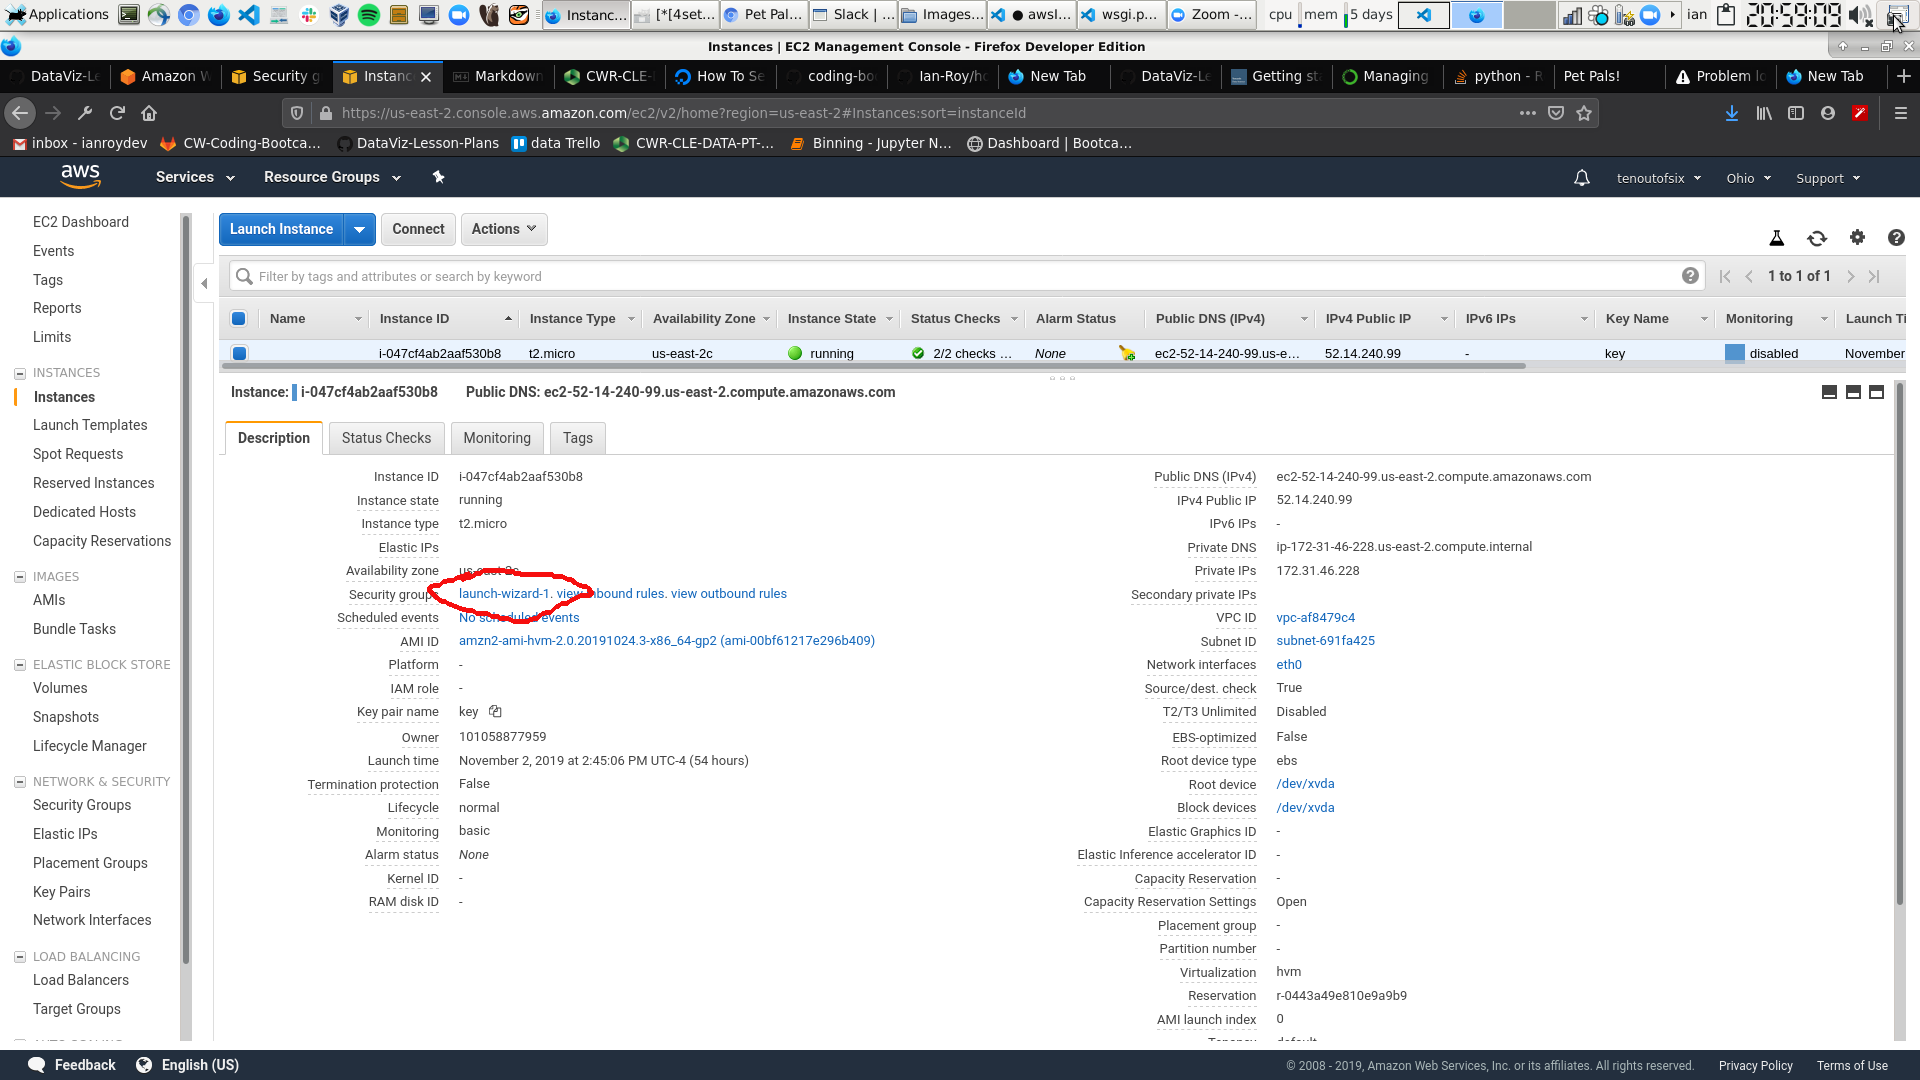 Applications Instanc... [*[4set... Pet Pal... Slack | ... Images... ● awsl... wsgi.p... Zoom -... cpu mem 5 days ian 20:59:09
Instances | EC2 Management Console - Firefox Developer Edition
DataViz-Le Amazon W Security g Instanc Markdown CWR-CLE- How To Se coding-bo Ian-Roy/h New Tab DataViz-Le Getting st Managing python - R Pet Pals! Problem lo New Tab
https://us-east-2.console.aws.amazon.com/ec2/v2/home?region=us-east-2#Instances:sort=instanceId
inbox - ianroydev CW-Coding-Bootca... DataViz-Lesson-Plans data Trello CWR-CLE-DATA-PT-... Binning - Jupyter N... Dashboard | Bootca...
aws Services Resource Groups tenoutofsix Ohio Support
EC2 Dashboard
Events
Tags
Reports
Limits
INSTANCES
Instances
Launch Templates
Spot Requests
Reserved Instances
Dedicated Hosts
Capacity Reservations
IMAGES
AMIs
Bundle Tasks
ELASTIC BLOCK STORE
Volumes
Snapshots
Lifecycle Manager
NETWORK & SECURITY
Security Groups
Elastic IPs
Placement Groups
Key Pairs
Network Interfaces
LOAD BALANCING
Load Balancers
Target Groups
Launch Instance Connect Actions
Filter by tags and attributes or search by keyword 1 to 1 of 1
Name Instance ID Instance Type Availability Zone Instance State Status Checks Alarm Status Public DNS (IPv4) IPv4 Public IP IPv6 IPs Key Name Monitoring Launch Ti
i-047cf4ab2aaf530b8 t2.micro us-east-2c running 2/2 checks ... None ec2-52-14-240-99.us-e... 52.14.240.99 - key disabled November
Instance: i-047cf4ab2aaf530b8 Public DNS: ec2-52-14-240-99.us-east-2.compute.amazonaws.com
Description Status Checks Monitoring Tags
Instance ID i-047cf4ab2aaf530b8
Instance state running
Instance type t2.micro
Elastic IPs
Availability zone us-east-2c
Security group launch-wizard-1. view inbound rules. view outbound rules
Scheduled events No scheduled events
AMI ID amzn2-ami-hvm-2.0.20191024.3-x86_64-gp2 (ami-00bf61217e296b409)
Platform -
IAM role -
Key pair name key
Owner 101058877959
Launch time November 2, 2019 at 2:45:06 PM UTC-4 (54 hours)
Termination protection False
Lifecycle normal
Monitoring basic
Alarm status None
Kernel ID -
RAM disk ID -
Public DNS (IPv4) ec2-52-14-240-99.us-east-2.compute.amazonaws.com
IPv4 Public IP 52.14.240.99
IPv6 IPs -
Private DNS ip-172-31-46-228.us-east-2.compute.internal
Private IPs 172.31.46.228
Secondary private IPs
VPC ID vpc-af8479c4
Subnet ID subnet-691fa425
Network interfaces eth0
Source/dest. check True
T2/T3 Unlimited Disabled
EBS-optimized False
Root device type ebs
Root device /dev/xvda
Block devices /dev/xvda
Elastic Graphics ID -
Elastic Inference accelerator ID -
Capacity Reservation -
Capacity Reservation Settings Open
Placement group -
Partition number -
Virtualization hvm
Reservation r-0443a49e810e9a9b9
AMI launch index 0
Feedback English (US) © 2008 - 2019, Amazon Web Services, Inc. or its affiliates. All rights reserved. Privacy Policy Terms of Use